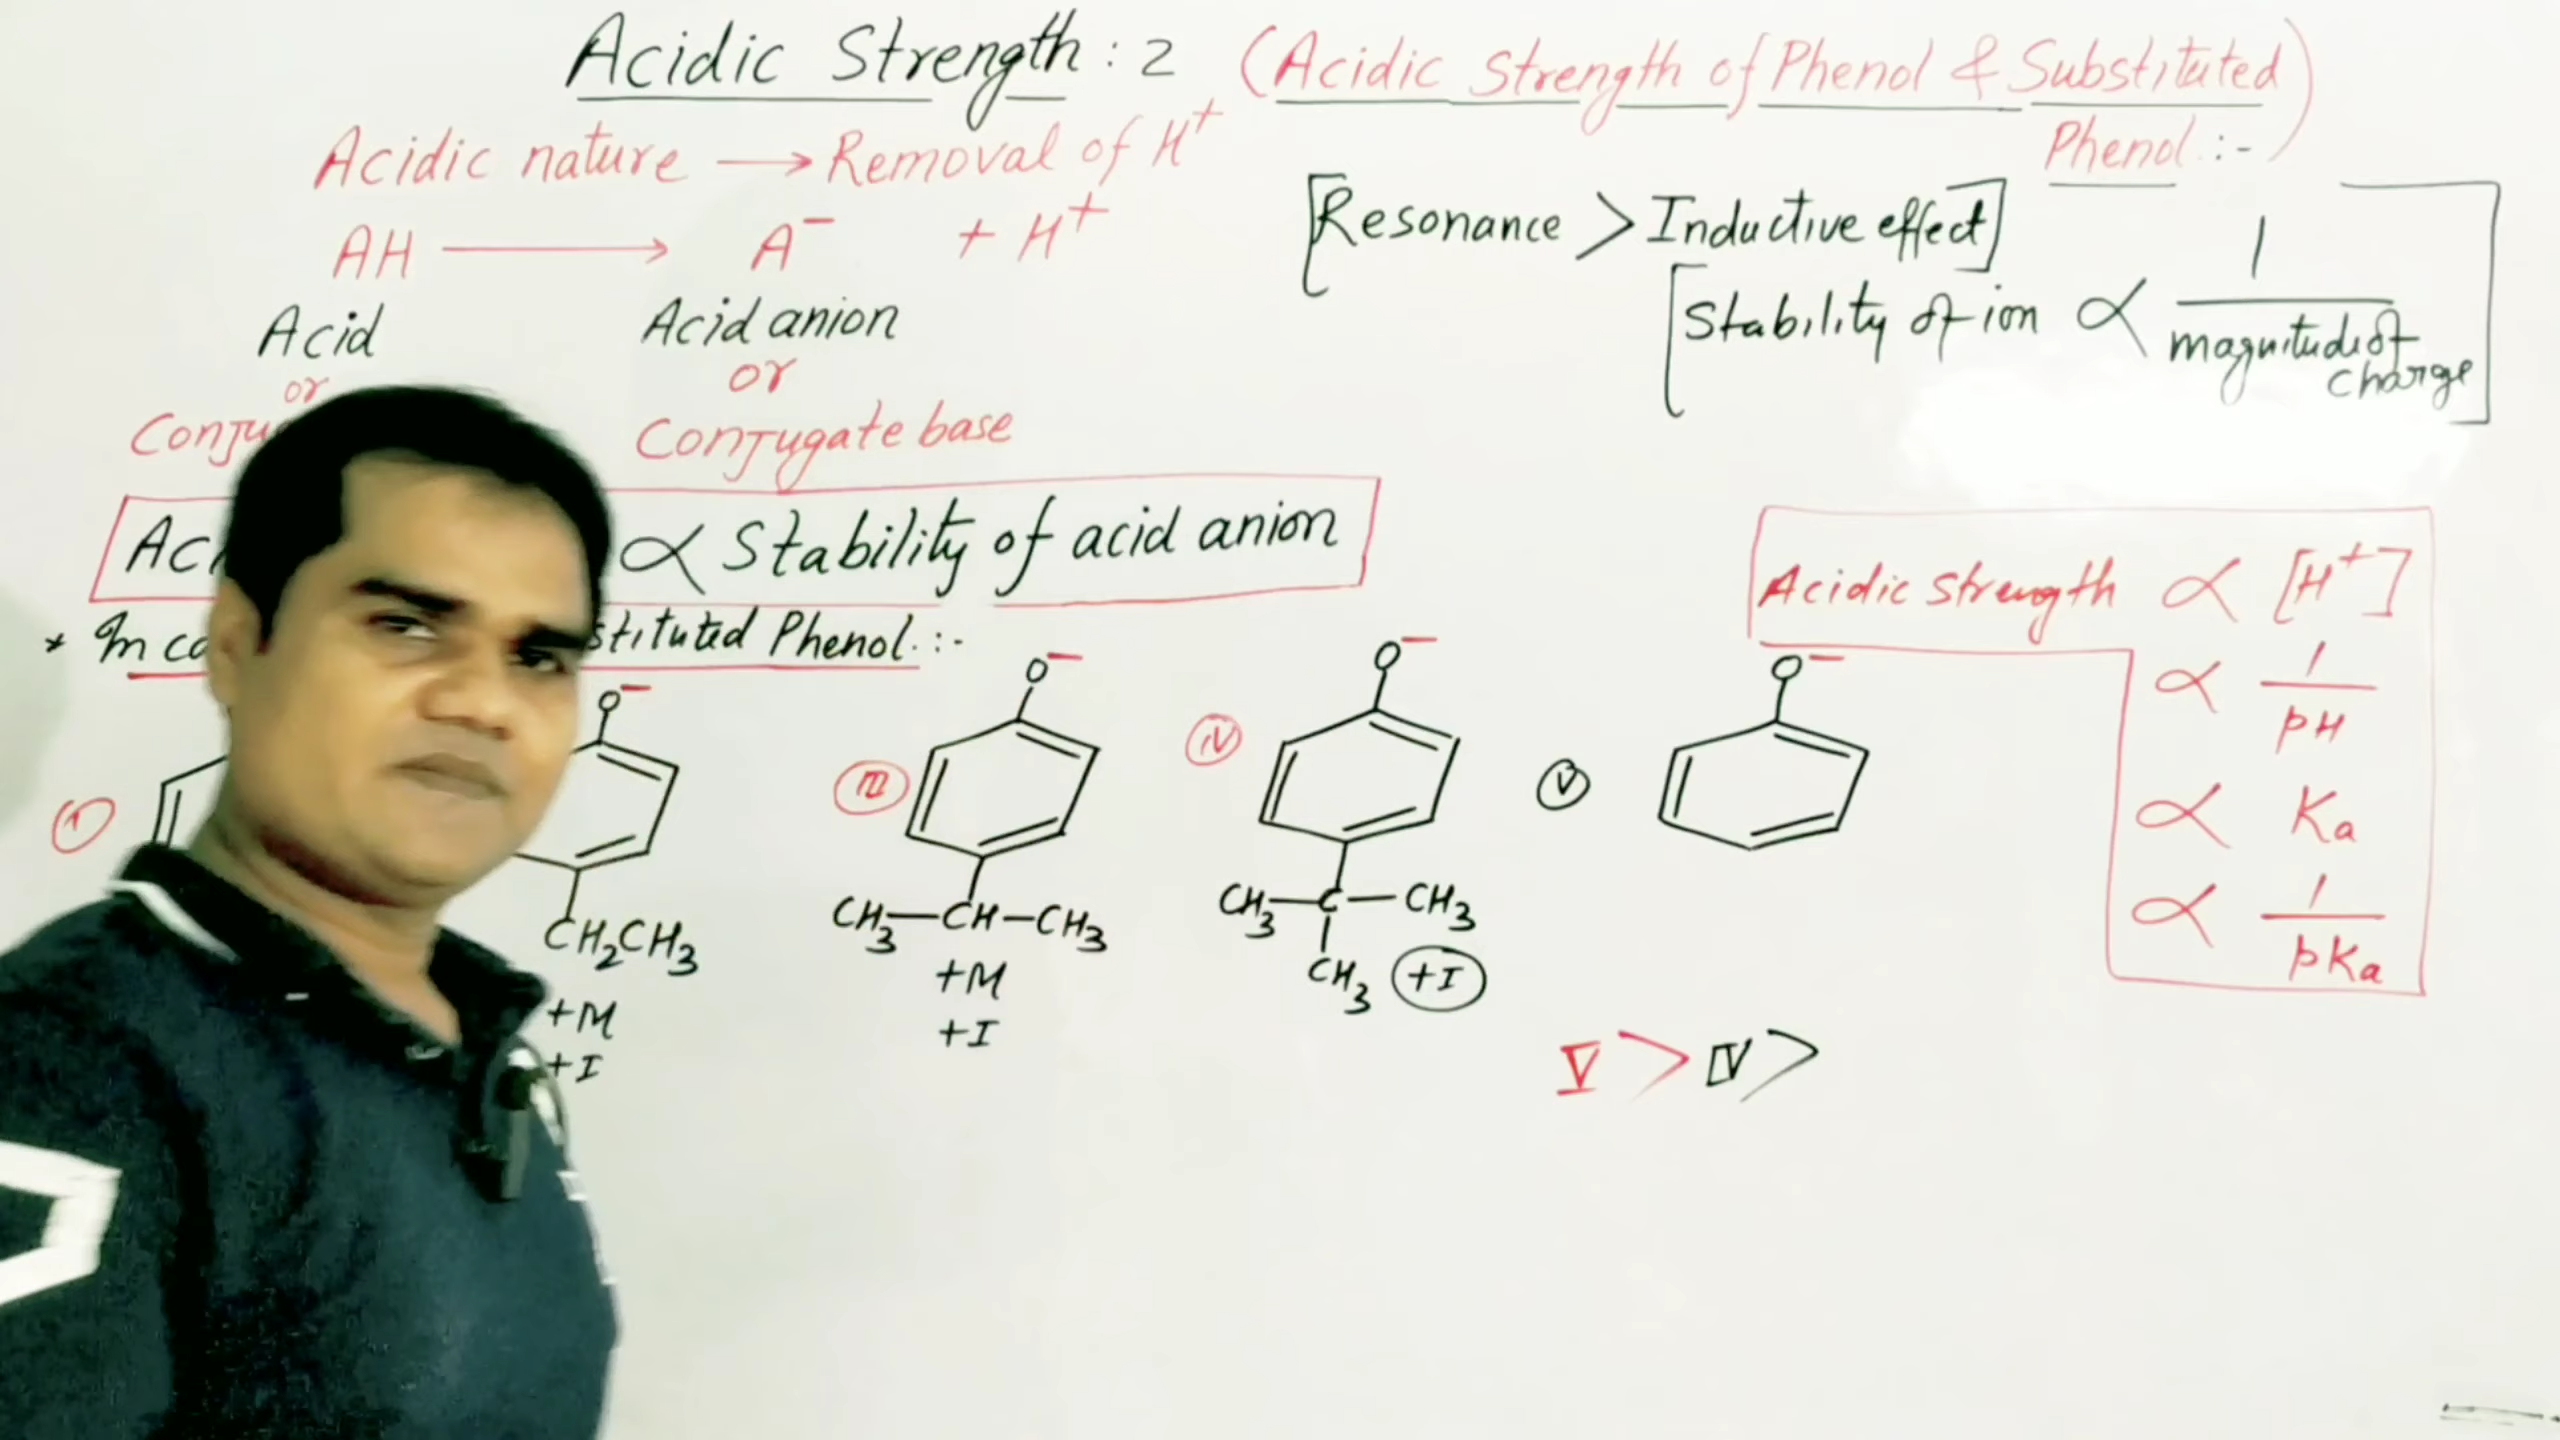 Acidic Strength : 2 (Acidic Strength of Phenol & Substituted Phenol :-)
Acidic nature → Removal of H⁺
AH → A⁻ + H⁺
Acid
or
Acid anion
or
Conjugate base
∝ Stability of acid anion
[Resonance > Inductive effect]
[Stability of ion ∝ 1 / magnitude of charge]
Acidic Strength ∝ [H⁺]
∝ 1 / pH
∝ Ka
∝ 1 / pKa
* In
Phenol :-
I
O⁻
CH₂CH₃
+M
+I
III
O⁻
CH₃—CH—CH₃
+M
+I
IV
O⁻
CH₃—C—CH₃
CH₃ +I
V
O⁻
V > IV >